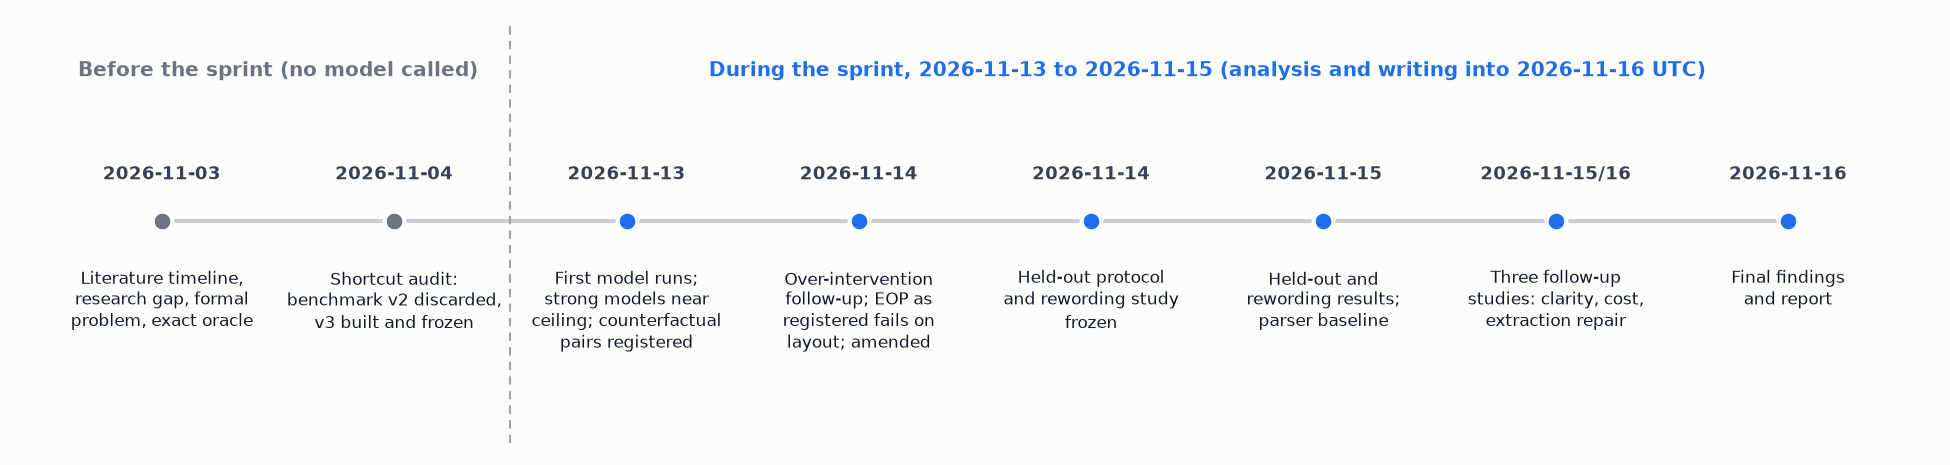 Before the sprint (no model called)
During the sprint, 2026-11-13 to 2026-11-15 (analysis and writing into 2026-11-16 UTC)
2026-11-03
Literature timeline,
research gap, formal
problem, exact oracle
2026-11-04
Shortcut audit:
benchmark v2 discarded,
v3 built and frozen
2026-11-13
First model runs;
strong models near
ceiling; counterfactual
pairs registered
2026-11-14
Over-intervention
follow-up; EOP as
registered fails on
layout; amended
2026-11-14
Held-out protocol
and rewording study
frozen
2026-11-15
Held-out and
rewording results;
parser baseline
2026-11-15/16
Three follow-up
studies: clarity, cost,
extraction repair
2026-11-16
Final findings
and report